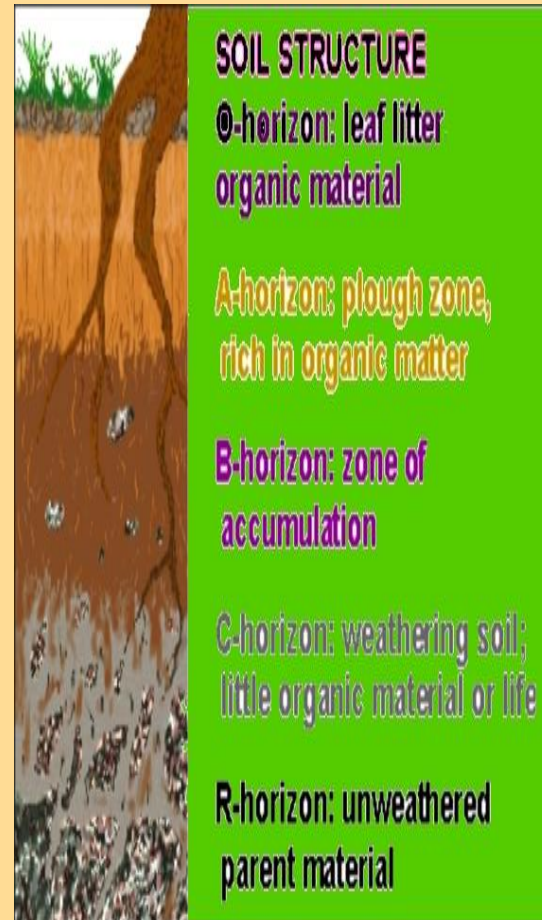 SOIL STRUCTURE
O-horizon: leaf litter
organic material
A-horizon: plough zone,
rich in organic matter
B-horizon: zone of
accumulation
C-horizon: weathering soil;
little organic material or life
R-horizon: unweathered
parent material